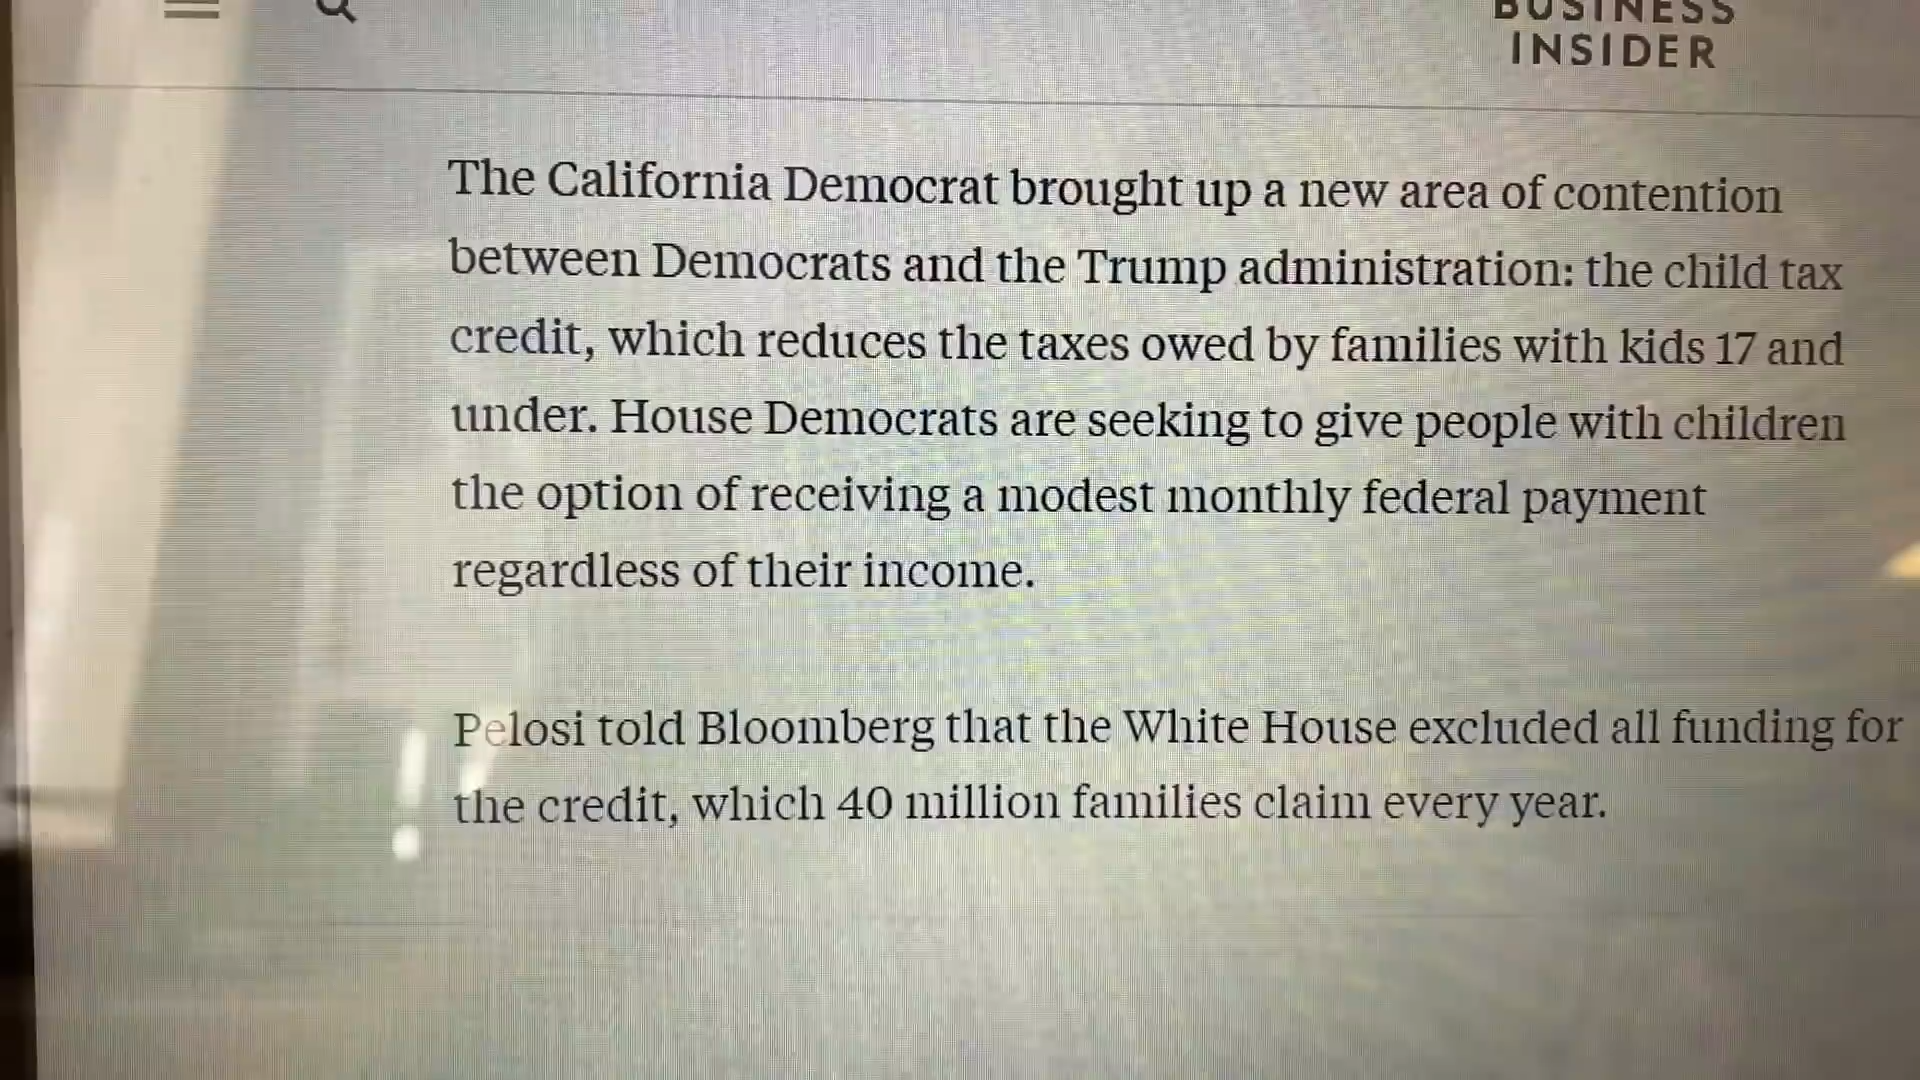 BUSINESS
INSIDER
The California Democrat brought up a new area of contention
between Democrats and the Trump administration: the child tax
credit, which reduces the taxes owed by families with kids 17 and
under. House Democrats are seeking to give people with children
the option of receiving a modest monthly federal payment
regardless of their income.
Pelosi told Bloomberg that the White House excluded all funding for
the credit, which 40 million families claim every year.